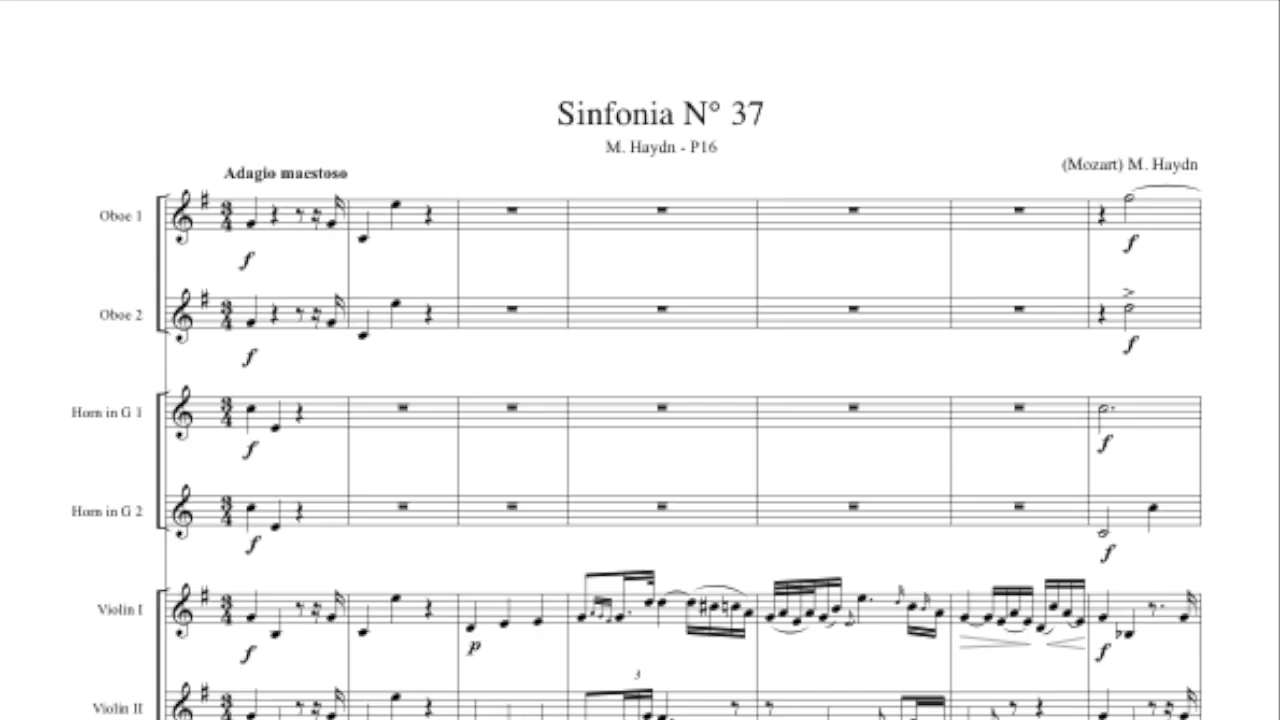 Sinfonia N° 37
M. Haydn - P16
(Mozart) M. Haydn
Adagio maestoso
Oboe 1
f
f
Oboe 2
f
f
Horn in G 1
f
f
Horn in G 2
f
f
Violin I
f
p
f
3
Violin II